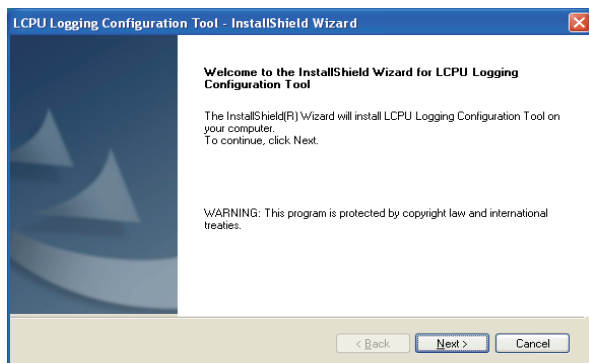 LCPU Logging Configuration Tool - InstallShield Wizard
Welcome to the InstallShield Wizard for LCPU Logging
Configuration Tool
The InstallShield(R) Wizard will install LCPU Logging Configuration Tool on
your computer.
To continue, click Next.
WARNING: This program is protected by copyright law and international
treaties.
< Back Next > Cancel